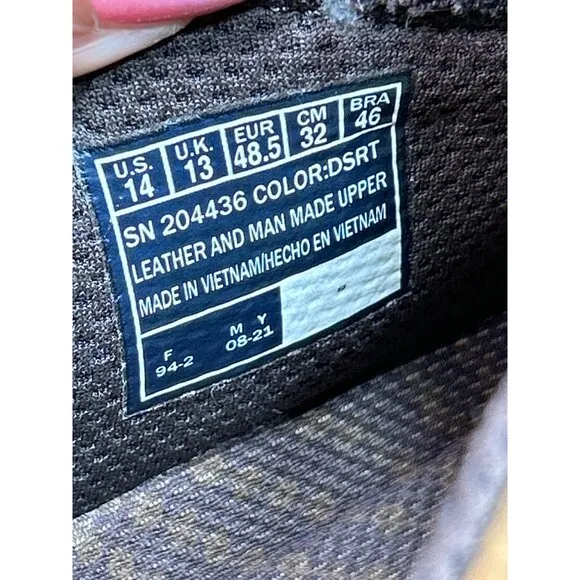 U.S. U.K. EUR CM BRA
14 13 48.5 32 46
SN 204436 COLOR:DSRT
LEATHER AND MAN MADE UPPER
MADE IN VIETNAM/HECHO EN VIETNAM
F M Y
94-2 08-21